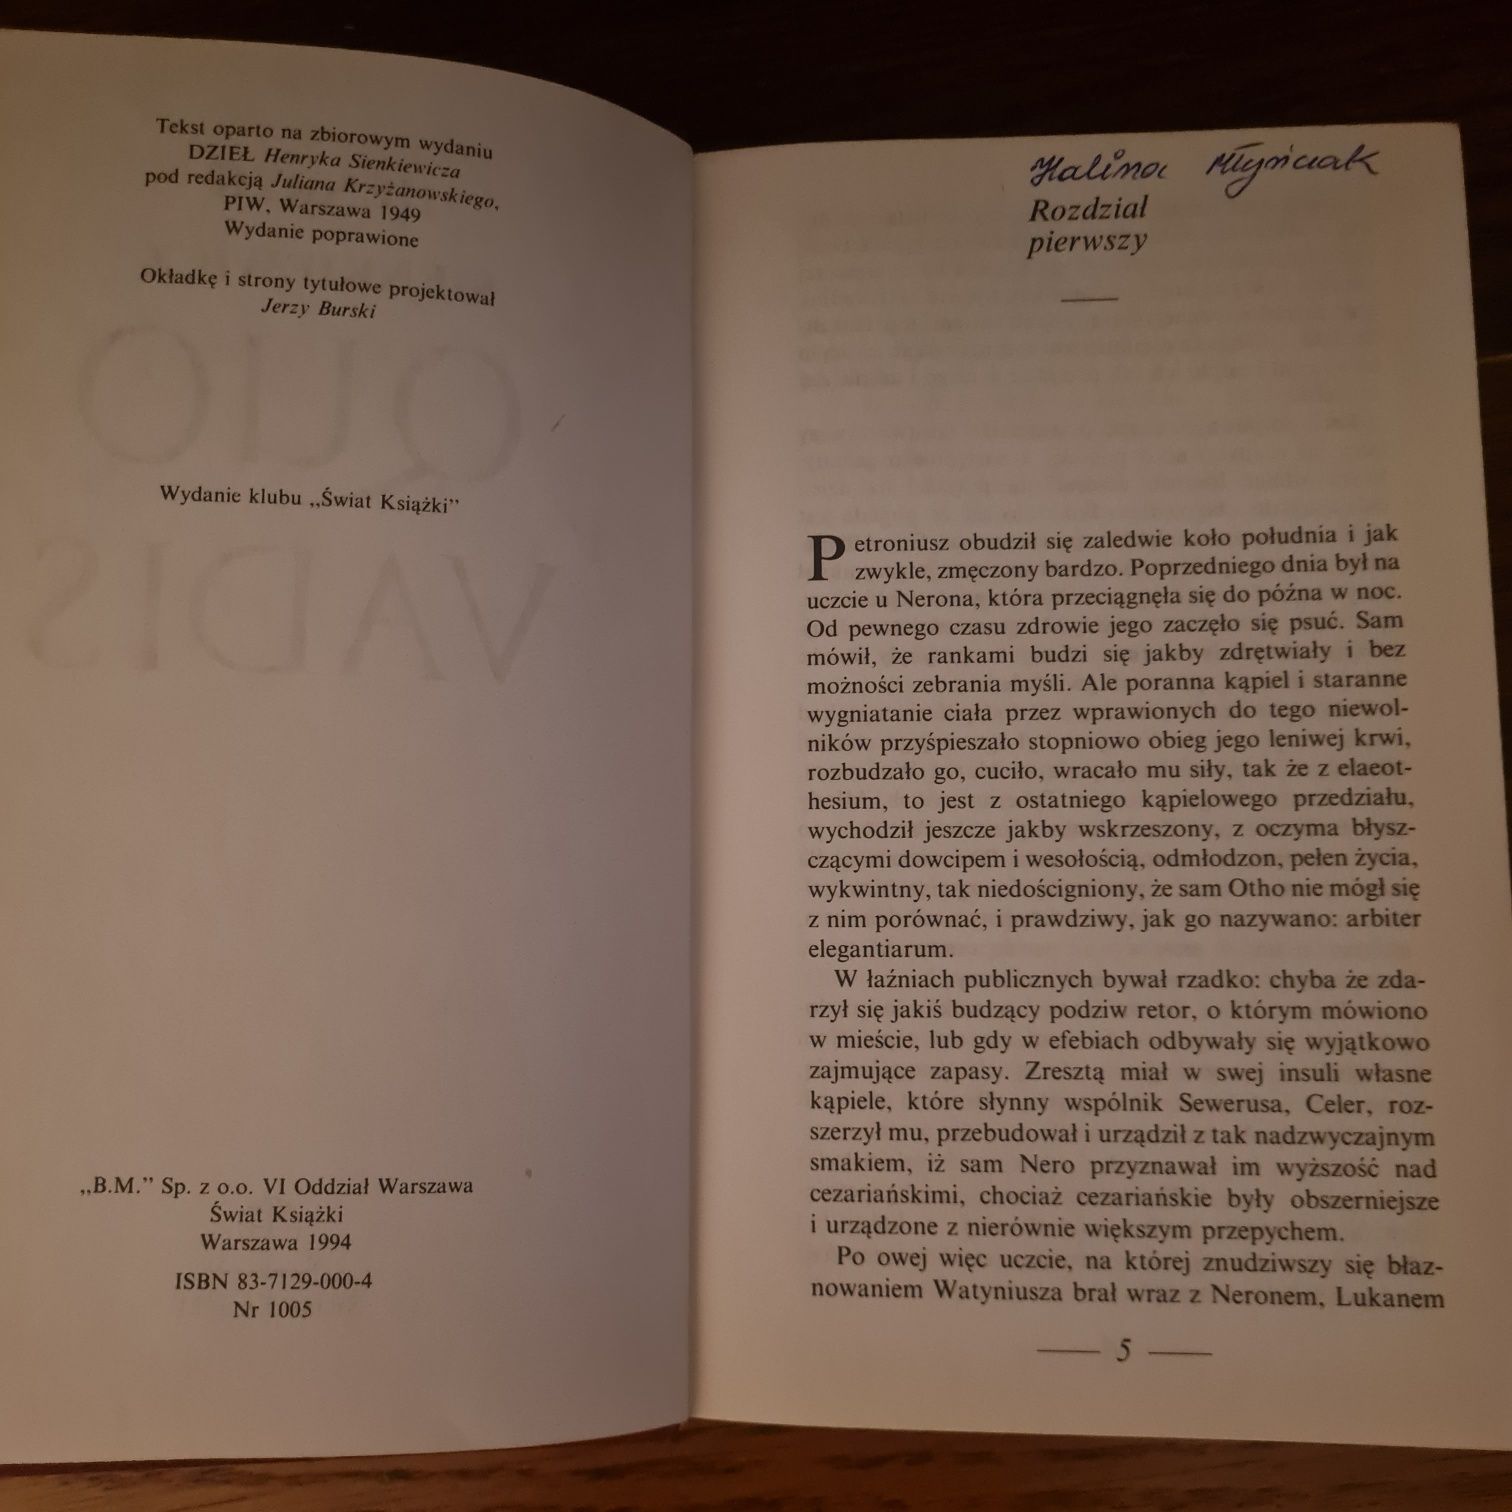 Tekst oparto na zbiorowym wydaniu
DZIEŁ Henryka Sienkiewicza
pod redakcją Juliana Krzyżanowskiego,
PIW, Warszawa 1949
Wydanie poprawione
Okładkę i strony tytułowe projektował
Jerzy Burski
QUO
VADIS
Wydanie klubu „Świat Książki”
„B.M.” Sp. z o.o. VI Oddział Warszawa
Świat Książki
Warszawa 1994
ISBN 83-7129-000-4
Nr 1005
Halina Młyńciak
Rozdział
pierwszy
Petroniusz obudził się zaledwie koło południa i jak
zwykle, zmęczony bardzo. Poprzedniego dnia był na
uczcie u Nerona, która przeciągnęła się do późna w noc.
Od pewnego czasu zdrowie jego zaczęło się psuć. Sam
mówił, że rankami budzi się jakby zdrętwiały i bez
możności zebrania myśli. Ale poranna kąpiel i staranne
wygniatanie ciała przez wprawionych do tego niewol-
ników przyśpieszało stopniowo obieg jego leniwej krwi,
rozbudzało go, cuciło, wracało mu siły, tak że z elaeot-
hesium, to jest z ostatniego kąpielowego przedziału,
wychodził jeszcze jakby wskrzeszony, z oczyma błysz-
czącymi dowcipem i wesołością, odmłodzon, pełen życia,
wykwintny, tak niedościgniony, że sam Otho nie mógł się
z nim porównać, i prawdziwy, jak go nazywano: arbiter
elegantiarum.
W łaźniach publicznych bywał rzadko: chyba że zda-
rzył się jakiś budzący podziw retor, o którym mówiono
w mieście, lub gdy w efebiach odbywały się wyjątkowo
zajmujące zapasy. Zresztą miał w swej insuli własne
kąpiele, które słynny wspólnik Sewerusa, Celer, roz-
szerzył mu, przebudował i urządził z tak nadzwyczajnym
smakiem, iż sam Nero przyznawał im wyższość nad
cezariańskimi, chociaż cezariańskie były obszerniejsze
i urządzone z nierównie większym przepychem.
Po owej więc uczcie, na której znudziwszy się błaz-
nowaniem Watyniusza brał wraz z Neronem, Lukanem
5